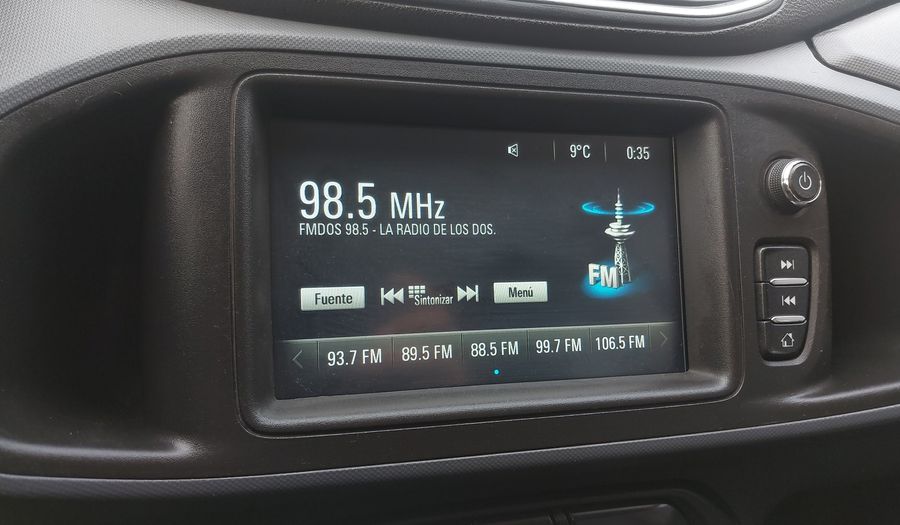 9°C 0:35
98.5 MHz
FMDOS 98.5 - LA RADIO DE LOS DOS.
FM
Fuente Sintonizar Menú
93.7 FM 89.5 FM 88.5 FM 99.7 FM 106.5 FM